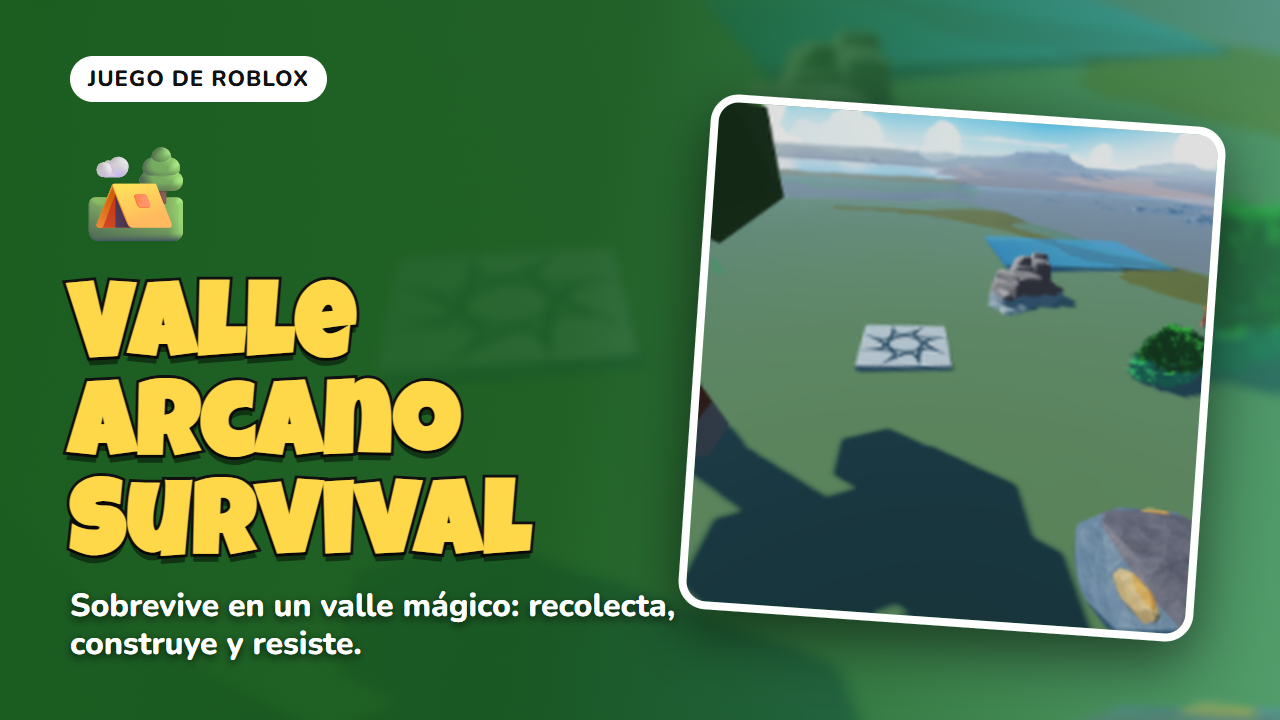 JUEGO DE ROBLOX
VALLE
ARCANO
SURVIVAL
Sobrevive en un valle mágico: recolecta,
construye y resiste.